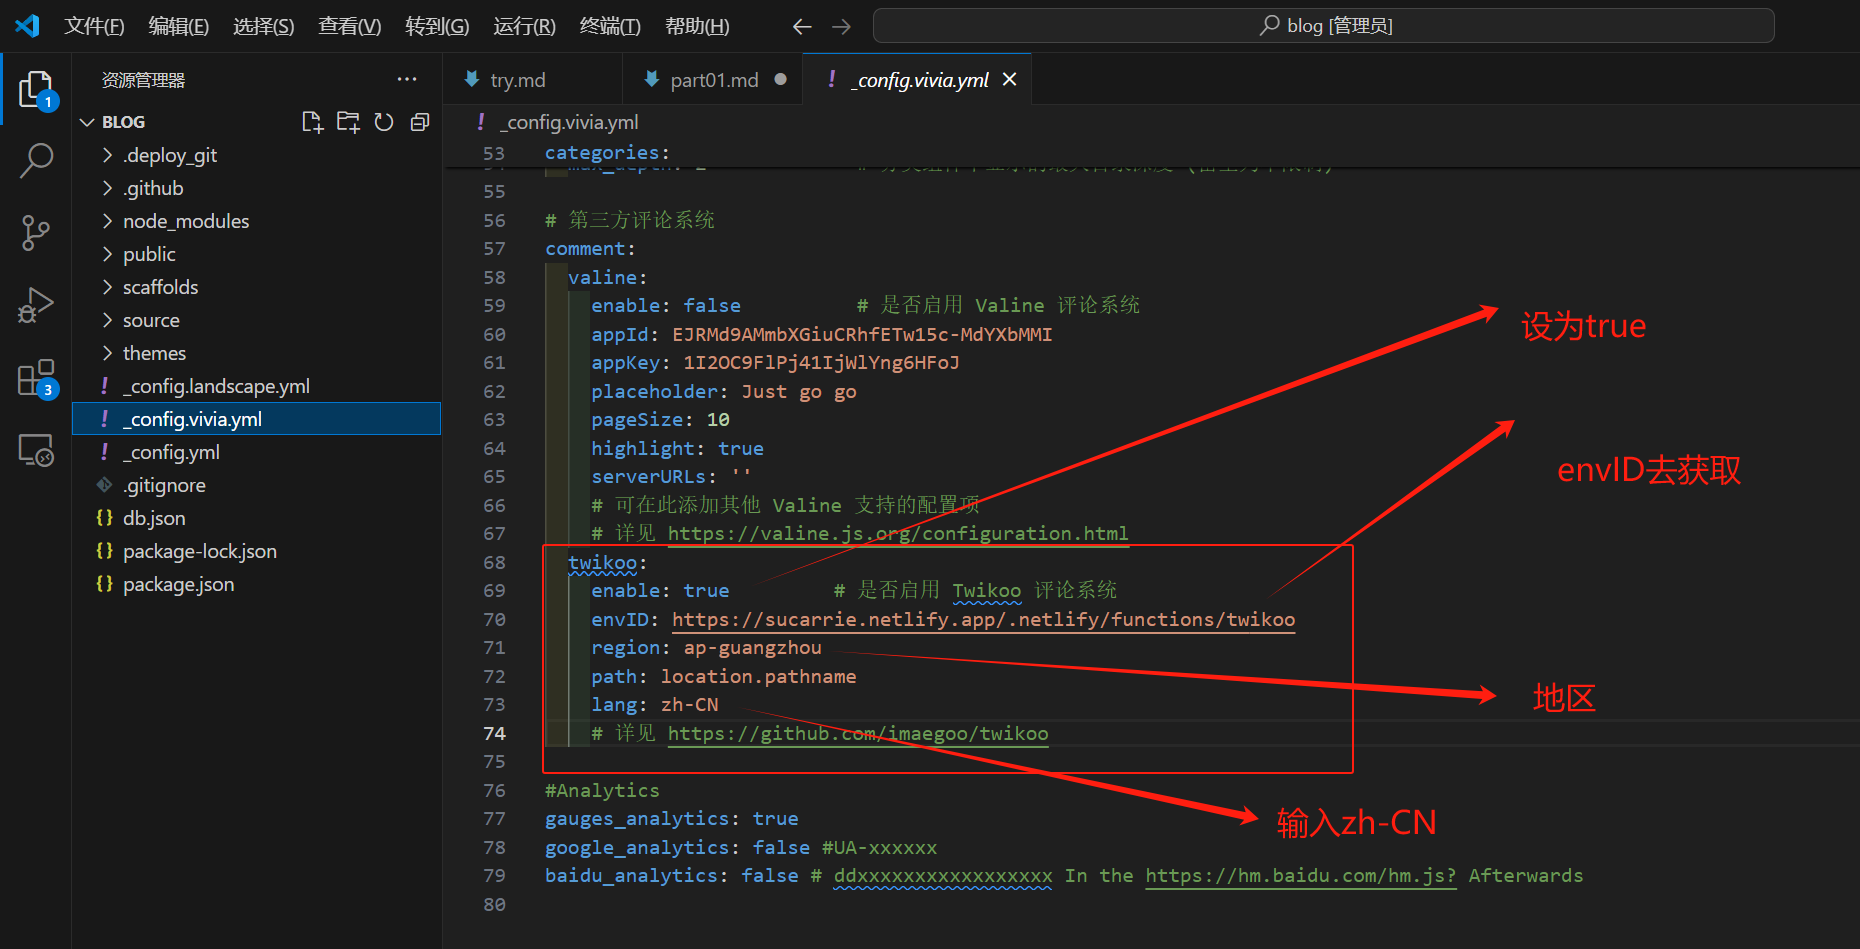 文件(F) 编辑(E) 选择(S) 查看(V) 转到(G) 运行(R) 终端(T) 帮助(H) blog [管理员]
资源管理器
BLOG
.deploy_git
.github
node_modules
public
scaffolds
source
themes
_config.landscape.yml
_config.vivia.yml
_config.yml
.gitignore
db.json
package-lock.json
package.json
1
3
try.md part01.md _config.vivia.yml
_config.vivia.yml
53 categories:
55
56 # 第三方评论系统
57 comment:
58 valine:
59 enable: false # 是否启用 Valine 评论系统
60 appId: EJRMd9AMmbXGiuCRhfETw15c-MdYXbMMI
61 appKey: 1I2OC9FlPj41IjWlYng6HFoJ
62 placeholder: Just go go
63 pageSize: 10
64 highlight: true
65 serverURLs: ''
66 # 可在此添加其他 Valine 支持的配置项
67 # 详见 https://valine.js.org/configuration.html
68 twikoo:
69 enable: true # 是否启用 Twikoo 评论系统
70 envID: https://sucarrie.netlify.app/.netlify/functions/twikoo
71 region: ap-guangzhou
72 path: location.pathname
73 lang: zh-CN
74 # 详见 https://github.com/imaegoo/twikoo
75
76 #Analytics
77 gauges_analytics: true
78 google_analytics: false #UA-xxxxxx
79 baidu_analytics: false # ddxxxxxxxxxxxxxxxxx In the https://hm.baidu.com/hm.js? Afterwards
80
设为true
envID去获取
地区
输入zh-CN